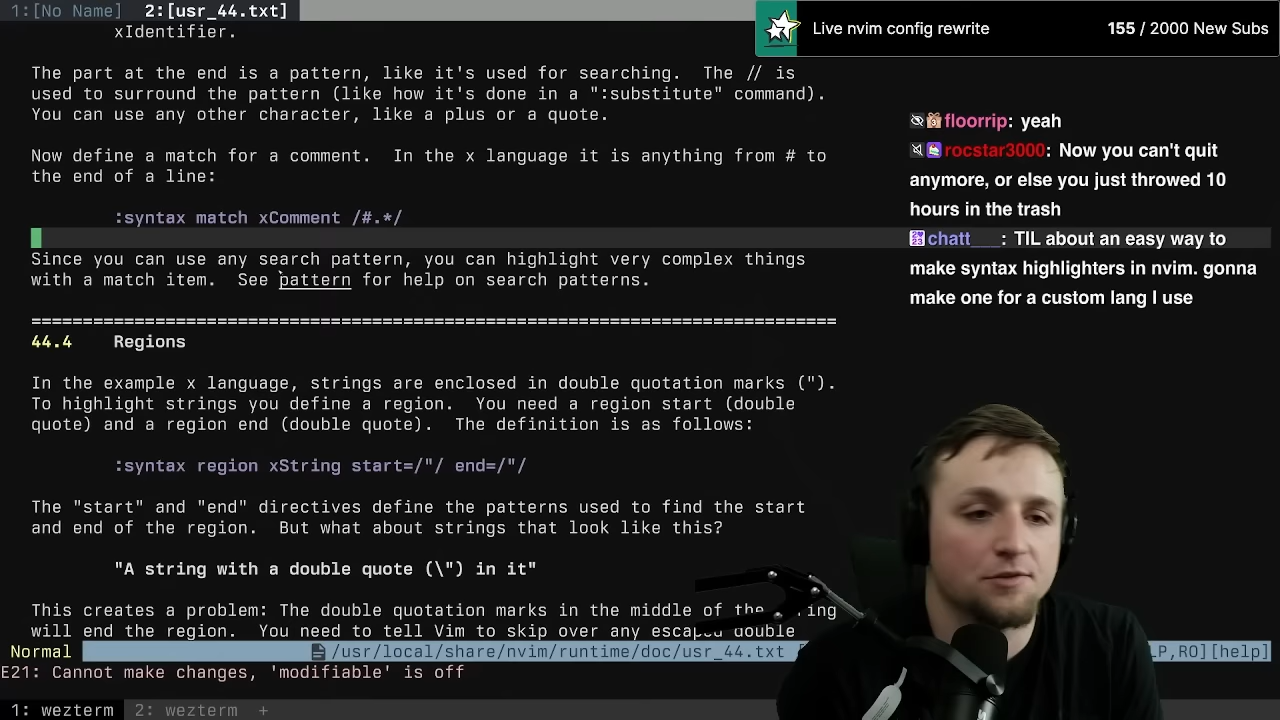 1:[No Name]  2:[usr_44.txt]
Live nvim config rewrite  155 / 2000 New Subs
xIdentifier.
The part at the end is a pattern, like it's used for searching.  The // is
used to surround the pattern (like how it's done in a ":substitute" command).
You can use any other character, like a plus or a quote.
Now define a match for a comment.  In the x language it is anything from # to
the end of a line:
:syntax match xComment /#.*/
Since you can use any search pattern, you can highlight very complex things
with a match item.  See pattern for help on search patterns.
==============================================================================
44.4    Regions
In the example x language, strings are enclosed in double quotation marks (").
To highlight strings you define a region.  You need a region start (double
quote) and a region end (double quote).  The definition is as follows:
:syntax region xString start=/"/ end=/"/
The "start" and "end" directives define the patterns used to find the start
and end of the region.  But what about strings that look like this?
"A string with a double quote (\") in it"
This creates a problem: The double quotation marks in the middle of the
will end the region.  You need to tell Vim to skip over any escaped double
Normal  /usr/local/share/nvim/runtime/doc/usr_44.txt  LP,RO][help]
E21: Cannot make changes, 'modifiable' is off
1: wezterm  2: wezterm  +
floorrip: yeah
rocstar3000: Now you can't quit
anymore, or else you just throwed 10
hours in the trash
chatt___: TIL about an easy way to
make syntax highlighters in nvim. gonna
make one for a custom lang I use